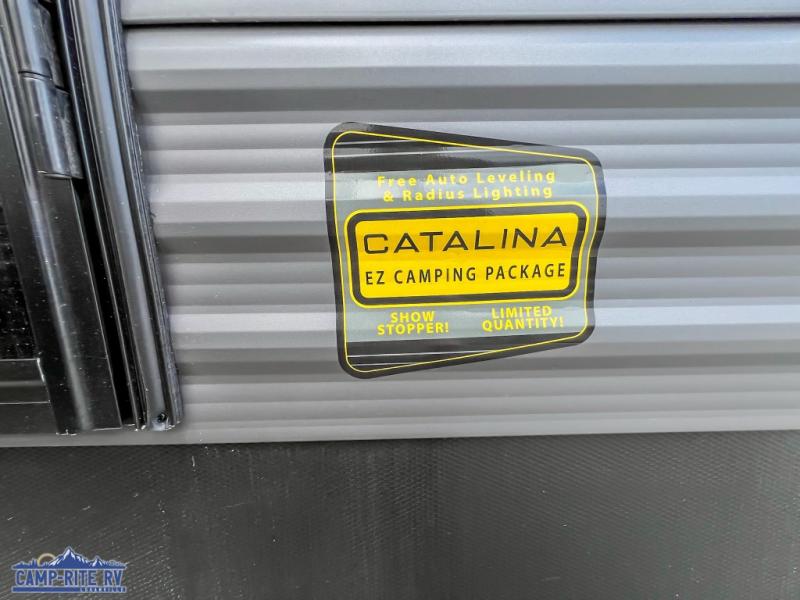 Free Auto Leveling
& Radius Lighting
CATALINA
EZ CAMPING PACKAGE
SHOW STOPPER!
LIMITED QUANTITY!
CAMP-RITE RV